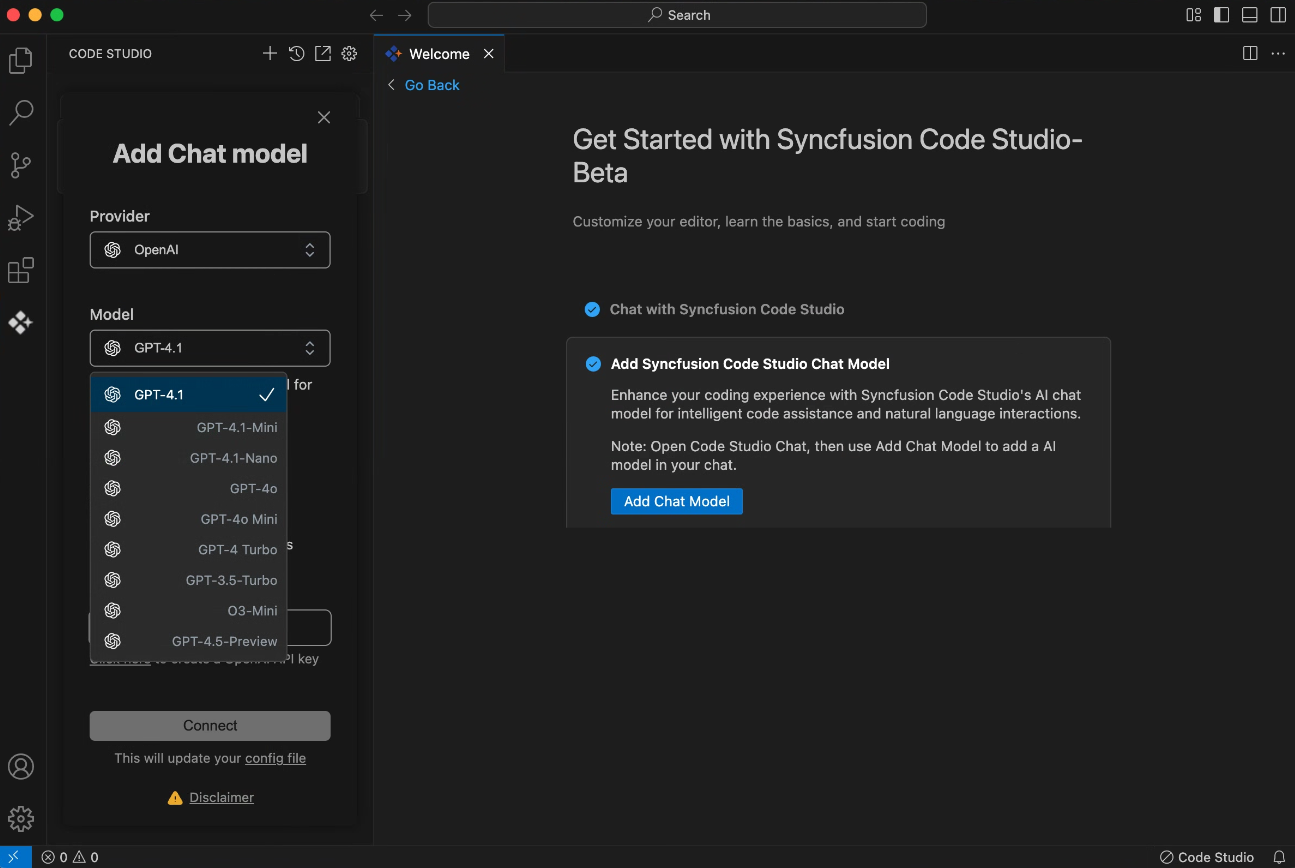 Search
CODE STUDIO
Add Chat model
Provider
OpenAI
Model
GPT-4.1
for
GPT-4.1
GPT-4.1-Mini
GPT-4.1-Nano
GPT-4o
GPT-4o Mini
GPT-4 Turbo
GPT-3.5-Turbo
O3-Mini
GPT-4.5-Preview
s
Click here to create a OpenAI API key
Connect
This will update your config file
Disclaimer
Welcome
Go Back
Get Started with Syncfusion Code Studio-
Beta
Customize your editor, learn the basics, and start coding
Chat with Syncfusion Code Studio
Add Syncfusion Code Studio Chat Model
Enhance your coding experience with Syncfusion Code Studio's AI chat
model for intelligent code assistance and natural language interactions.
Note: Open Code Studio Chat, then use Add Chat Model to add a AI
model in your chat.
Add Chat Model
0 0
Code Studio